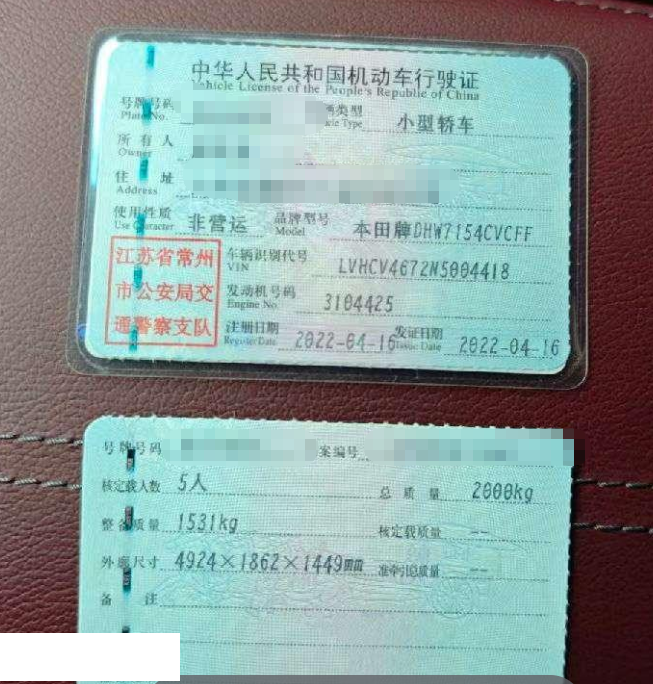 中华人民共和国机动车行驶证
Vehicle License of the People's Republic of China
号牌号码 类型
Plate No. Type 小型轿车
所有人
Owner
住址
Address
使用性质 非营运 品牌型号 本田牌DHW7154CVCFF
Use Character Model
江苏省常州
市公安局交
通警察支队
车辆识别代号 LVHCV4672N5004418
VIN
发动机号码 3104425
Engine No.
注册日期 2022-04-16 发证日期 2022-04-16
Register Date Issue Date
号牌号码 案编号
核定载人数 5人 总质量 2000kg
整备质量 1531kg 核定载质量 --
外廓尺寸 4924×1862×1449mm 准牵引总质量 --
备注